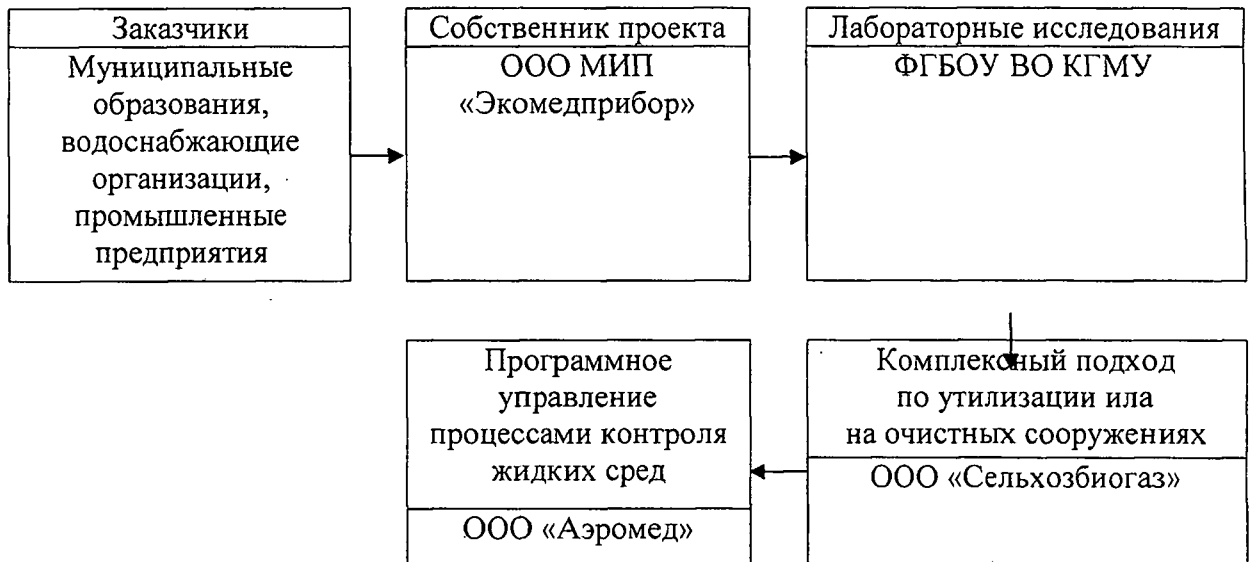 Заказчики
Муниципальные
образования,
водоснабжающие
организации,
промышленные
предприятия
Собственник проекта
ООО МИП
«Экомедприбор»
Лабораторные исследования
ФГБОУ ВО КГМУ
Комплексный подход
по утилизации ила
на очистных сооружениях
ООО «Сельхозбиогаз»
Программное
управление
процессами контроля
жидких сред
ООО «Аэромед»